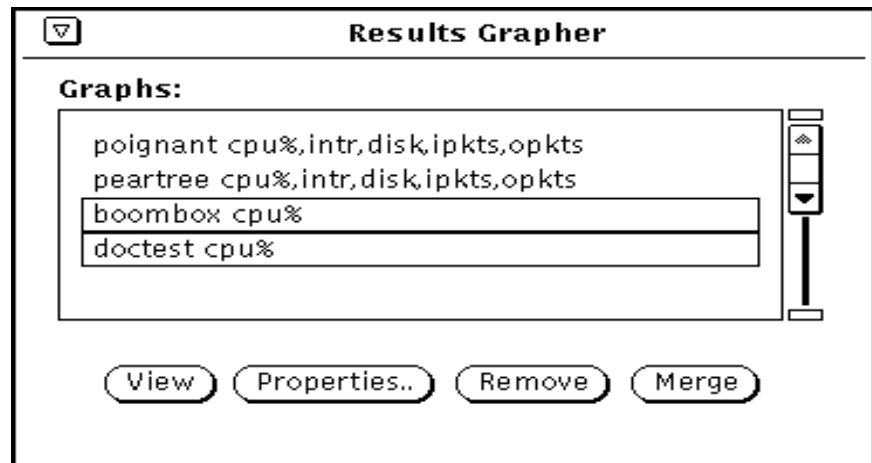 Results Grapher
Graphs:
poignant cpu%,intr,disk,ipkts,opkts
peartree cpu%,intr,disk,ipkts,opkts
boombox cpu%
doctest cpu%
View Properties.. Remove Merge